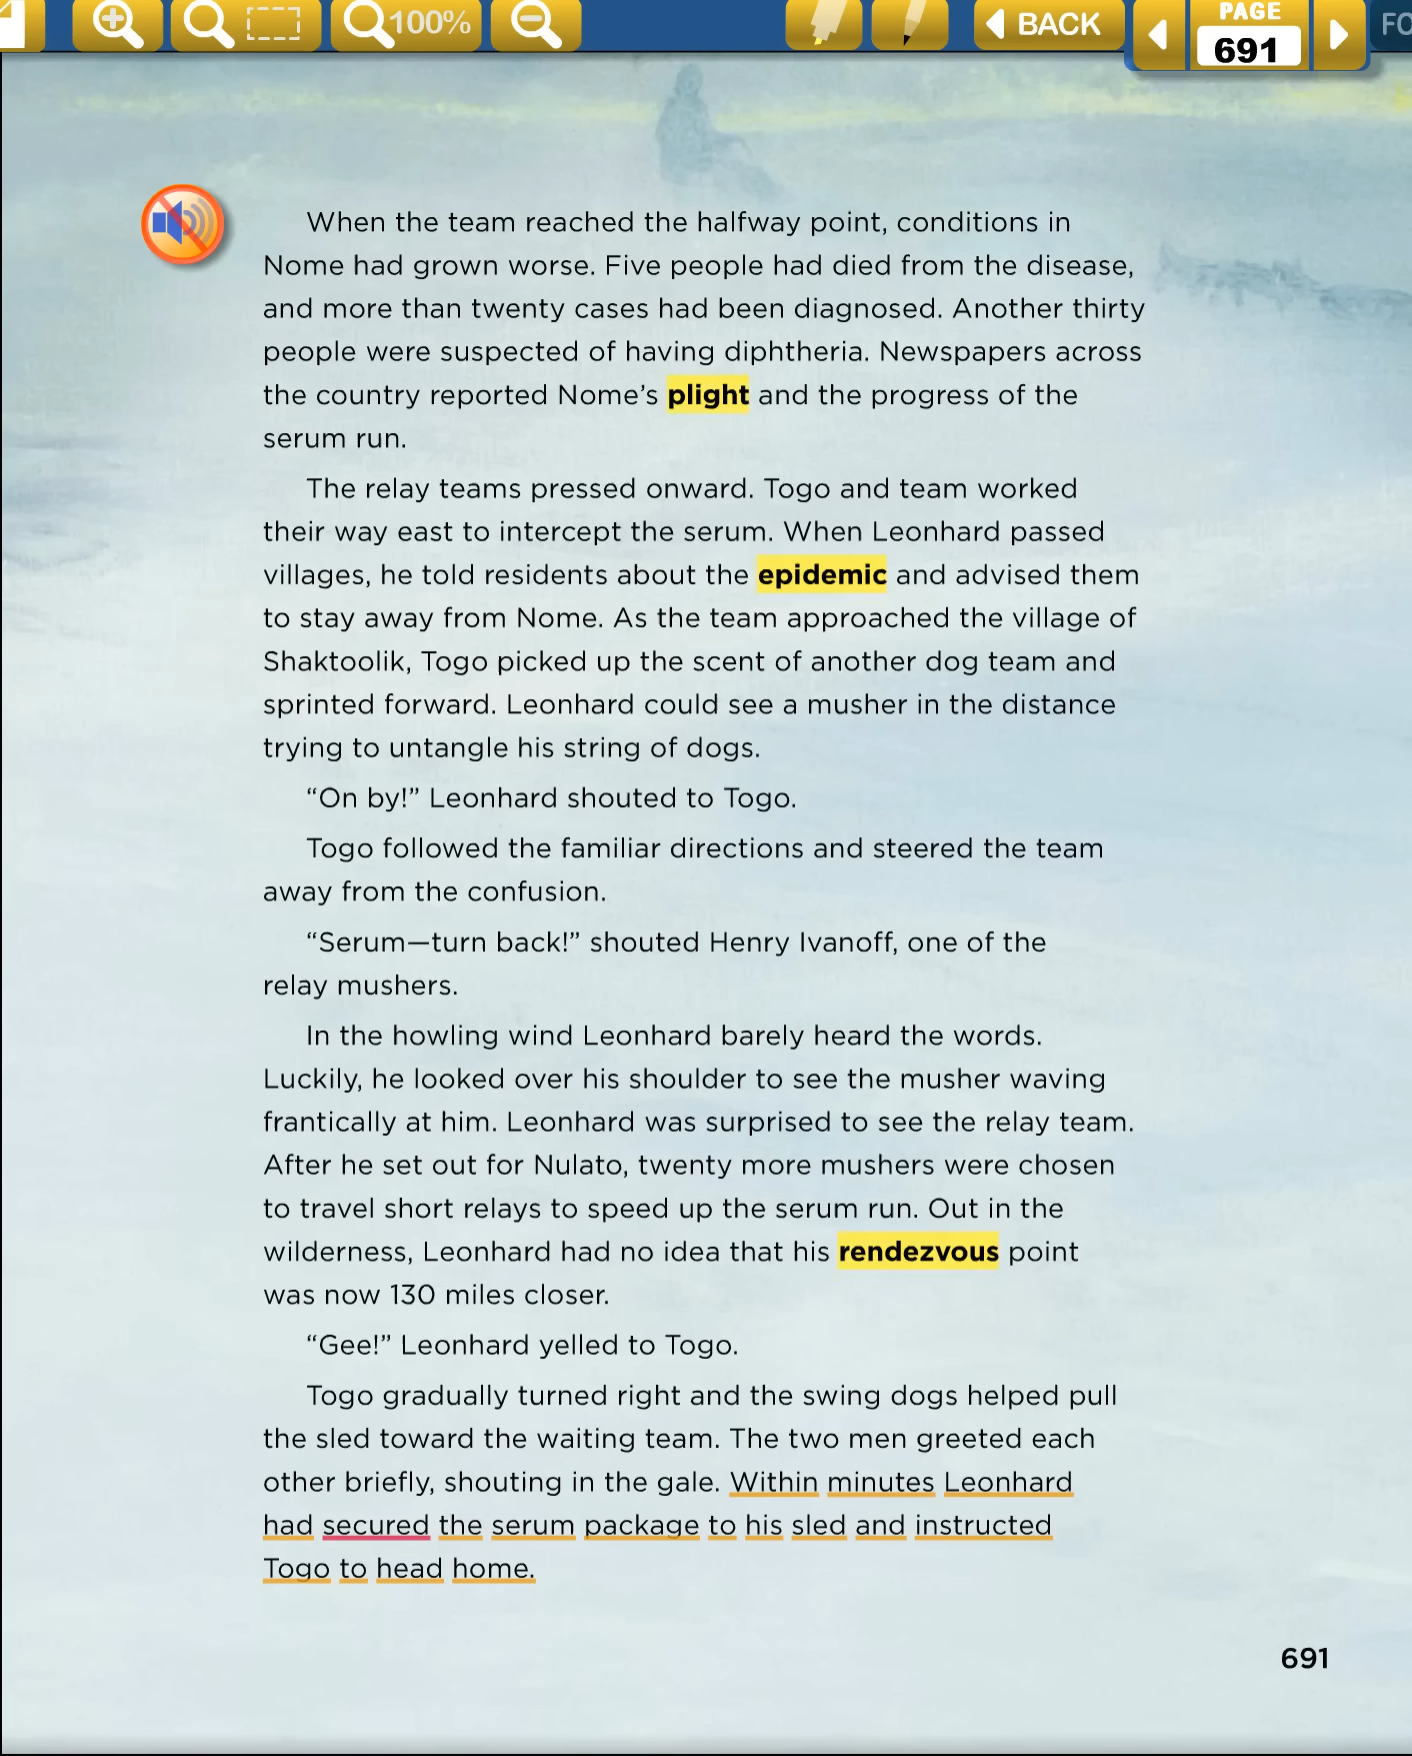 100%
BACK
PAGE
691
FO
When the team reached the halfway point, conditions in
Nome had grown worse. Five people had died from the disease,
and more than twenty cases had been diagnosed. Another thirty
people were suspected of having diphtheria. Newspapers across
the country reported Nome’s plight and the progress of the
serum run.
The relay teams pressed onward. Togo and team worked
their way east to intercept the serum. When Leonhard passed
villages, he told residents about the epidemic and advised them
to stay away from Nome. As the team approached the village of
Shaktoolik, Togo picked up the scent of another dog team and
sprinted forward. Leonhard could see a musher in the distance
trying to untangle his string of dogs.
“On by!” Leonhard shouted to Togo.
Togo followed the familiar directions and steered the team
away from the confusion.
“Serum—turn back!” shouted Henry Ivanoff, one of the
relay mushers.
In the howling wind Leonhard barely heard the words.
Luckily, he looked over his shoulder to see the musher waving
frantically at him. Leonhard was surprised to see the relay team.
After he set out for Nulato, twenty more mushers were chosen
to travel short relays to speed up the serum run. Out in the
wilderness, Leonhard had no idea that his rendezvous point
was now 130 miles closer.
“Gee!” Leonhard yelled to Togo.
Togo gradually turned right and the swing dogs helped pull
the sled toward the waiting team. The two men greeted each
other briefly, shouting in the gale. Within minutes Leonhard
had secured the serum package to his sled and instructed
Togo to head home.
691